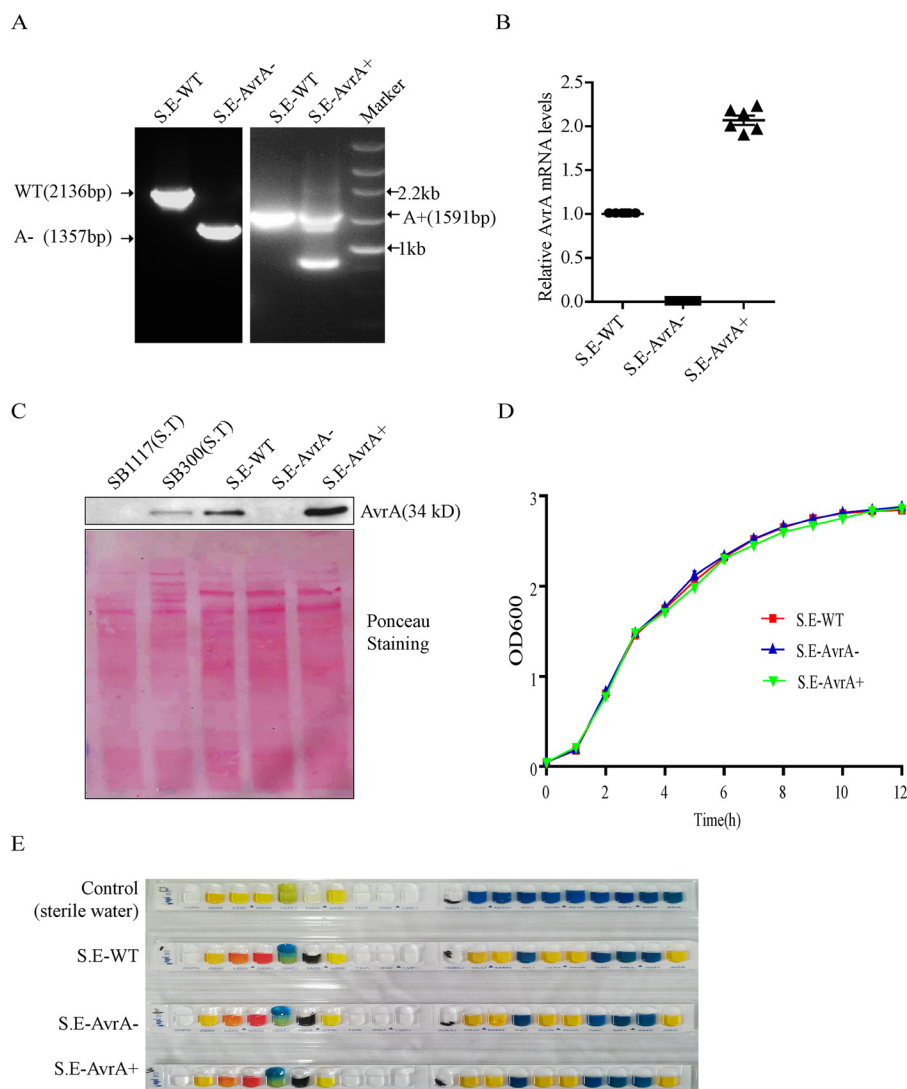 A
S.E-WT
S.E-AvrA-
S.E-WT
S.E-AvrA+
Marker
WT(2136bp)
A- (1357bp)
2.2kb
A+(1591bp)
1kb
B
Relative AvrA mRNA levels
2.5
2.0
1.5
1.0
0.5
0.0
S.E-WT
S.E-AvrA-
S.E-AvrA+
C
SB1117(S.T)
SB300(S.T)
S.E-WT
S.E-AvrA-
S.E-AvrA+
AvrA(34 kD)
Ponceau
Staining
D
OD600
3
2
1
0
S.E-WT
S.E-AvrA-
S.E-AvrA+
0 2 4 6 8 10 12
Time(h)
E
Control
(sterile water)
S.E-WT
S.E-AvrA-
S.E-AvrA+